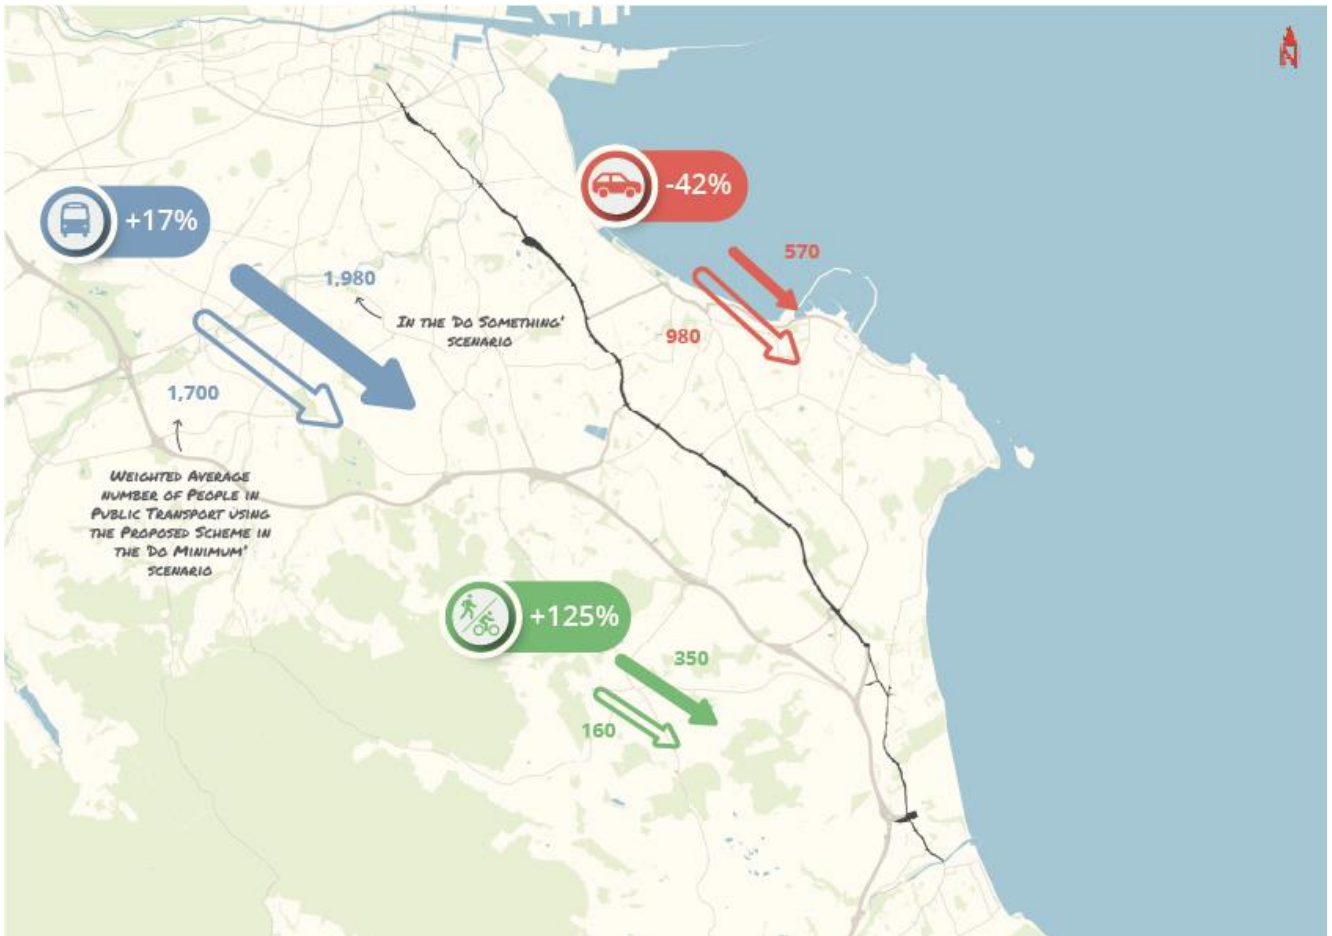 N
-42%
+17%
570
1,980
IN THE 'DO SOMETHING'
SCENARIO
980
1,700
WEIGHTED AVERAGE
NUMBER OF PEOPLE IN
PUBLIC TRANSPORT USING
THE PROPOSED SCHEME IN
THE 'DO MINIMUM'
SCENARIO
+125%
350
160